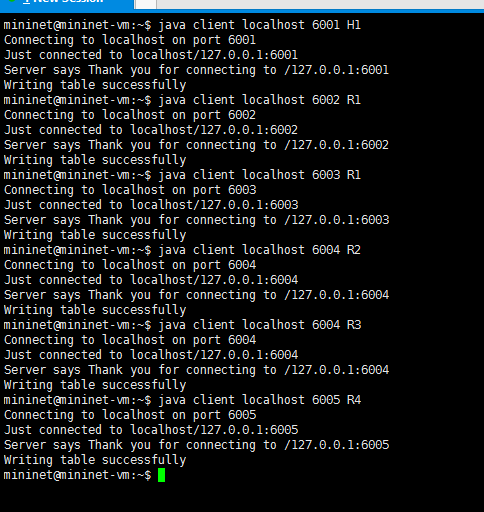 New Session
mininet@mininet-vm:~$ java client localhost 6001 H1
Connecting to localhost on port 6001
Just connected to localhost/127.0.0.1:6001
Server says Thank you for connecting to /127.0.0.1:6001
Writing table successfully
mininet@mininet-vm:~$ java client localhost 6002 R1
Connecting to localhost on port 6002
Just connected to localhost/127.0.0.1:6002
Server says Thank you for connecting to /127.0.0.1:6002
Writing table successfully
mininet@mininet-vm:~$ java client localhost 6003 R1
Connecting to localhost on port 6003
Just connected to localhost/127.0.0.1:6003
Server says Thank you for connecting to /127.0.0.1:6003
Writing table successfully
mininet@mininet-vm:~$ java client localhost 6004 R2
Connecting to localhost on port 6004
Just connected to localhost/127.0.0.1:6004
Server says Thank you for connecting to /127.0.0.1:6004
Writing table successfully
mininet@mininet-vm:~$ java client localhost 6004 R3
Connecting to localhost on port 6004
Just connected to localhost/127.0.0.1:6004
Server says Thank you for connecting to /127.0.0.1:6004
Writing table successfully
mininet@mininet-vm:~$ java client localhost 6005 R4
Connecting to localhost on port 6005
Just connected to localhost/127.0.0.1:6005
Server says Thank you for connecting to /127.0.0.1:6005
Writing table successfully
mininet@mininet-vm:~$